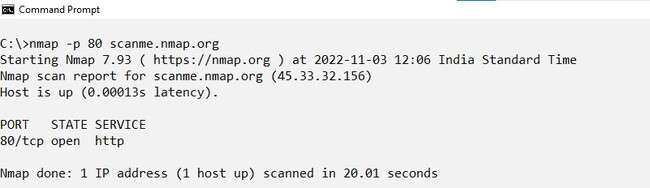 Command Prompt
C:\>nmap -p 80 scanme.nmap.org
Starting Nmap 7.93 ( https://nmap.org ) at 2022-11-03 12:06 India Standard Time
Nmap scan report for scanme.nmap.org (45.33.32.156)
Host is up (0.00013s latency).
PORT   STATE SERVICE
80/tcp open  http
Nmap done: 1 IP address (1 host up) scanned in 20.01 seconds